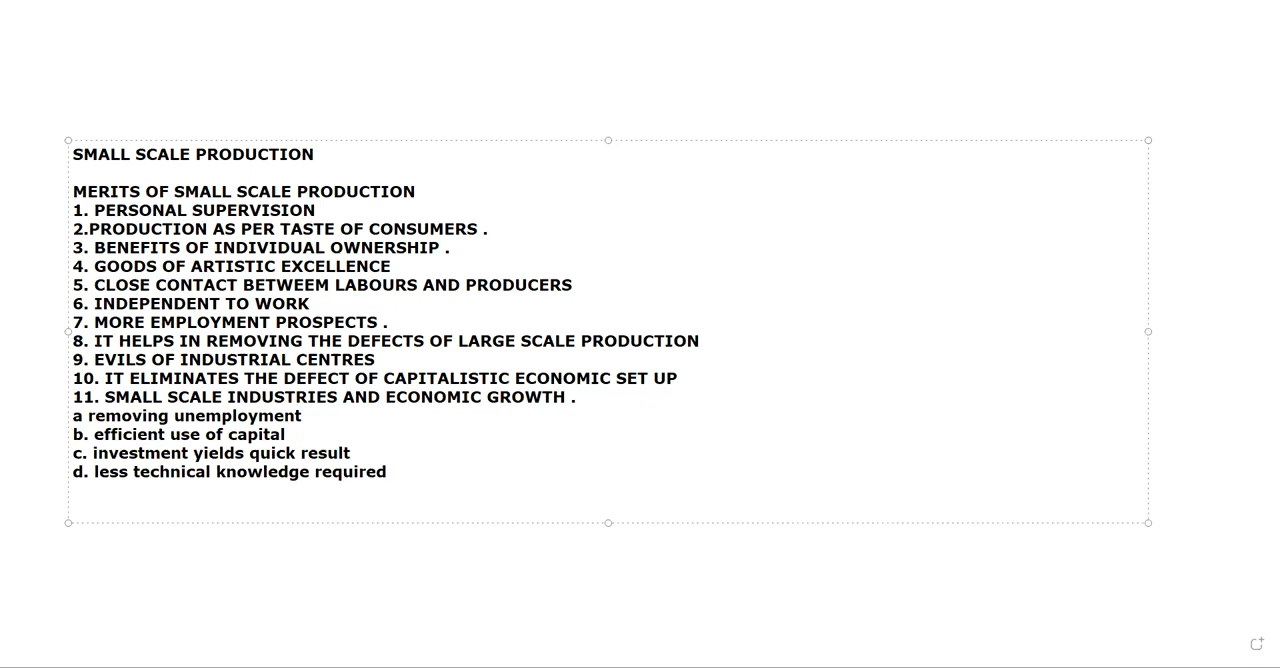 SMALL SCALE PRODUCTION
MERITS OF SMALL SCALE PRODUCTION
1. PERSONAL SUPERVISION
2.PRODUCTION AS PER TASTE OF CONSUMERS .
3. BENEFITS OF INDIVIDUAL OWNERSHIP .
4. GOODS OF ARTISTIC EXCELLENCE
5. CLOSE CONTACT BETWEEM LABOURS AND PRODUCERS
6. INDEPENDENT TO WORK
7. MORE EMPLOYMENT PROSPECTS .
8. IT HELPS IN REMOVING THE DEFECTS OF LARGE SCALE PRODUCTION
9. EVILS OF INDUSTRIAL CENTRES
10. IT ELIMINATES THE DEFECT OF CAPITALISTIC ECONOMIC SET UP
11. SMALL SCALE INDUSTRIES AND ECONOMIC GROWTH .
a removing unemployment
b. efficient use of capital
c. investment yields quick result
d. less technical knowledge required